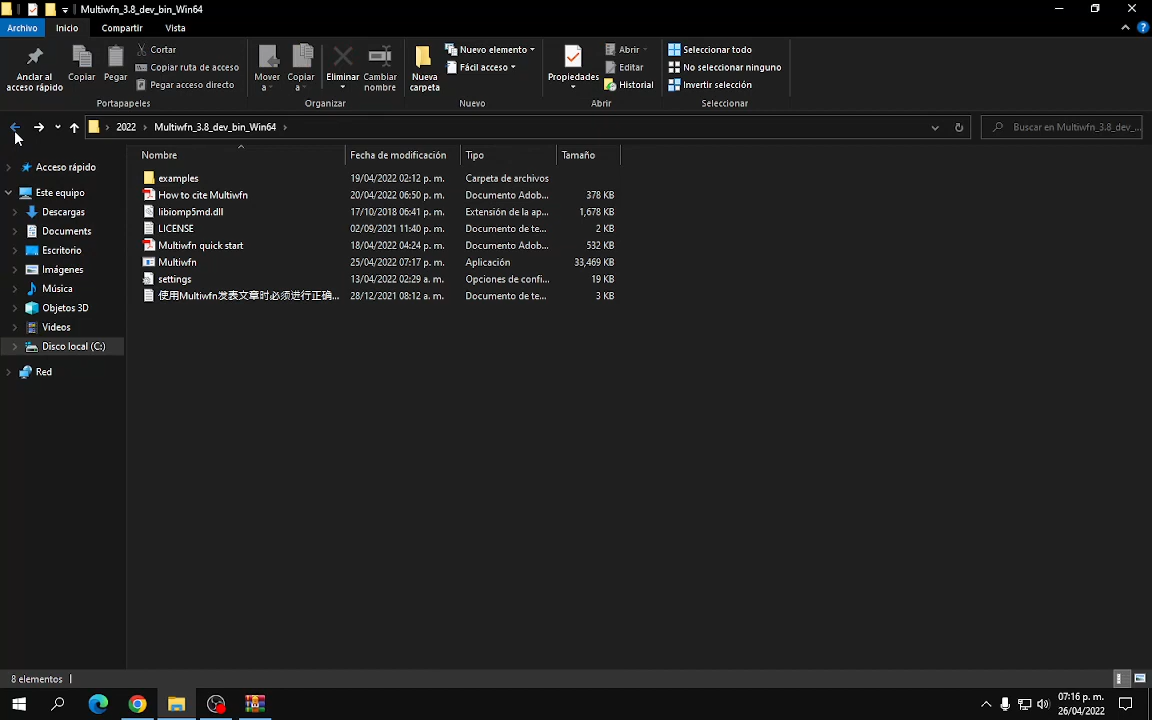 Multiwfn_3.8_dev_bin_Win64
Archivo Inicio Compartir Vista
Anclar al acceso rápido
Copiar
Pegar
Cortar
Copiar ruta de acceso
Pegar acceso directo
Portapapeles
Mover a
Copiar a
Eliminar
Cambiar nombre
Organizar
Nueva carpeta
Nuevo elemento
Fácil acceso
Nuevo
Propiedades
Abrir
Editar
Historial
Abrir
Seleccionar todo
No seleccionar ninguno
Invertir selección
Seleccionar
2022 Multiwfn_3.8_dev_bin_Win64
Buscar en Multiwfn_3.8_dev_...
Acceso rápido
Este equipo
Descargas
Documents
Escritorio
Imágenes
Música
Objetos 3D
Videos
Disco local (C:)
Red
Nombre Fecha de modificación Tipo Tamaño
examples 19/04/2022 02:12 p. m. Carpeta de archivos
How to cite Multiwfn 20/04/2022 06:50 p. m. Documento Adob... 378 KB
libiomp5md.dll 17/10/2018 06:41 p. m. Extensión de la ap... 1,678 KB
LICENSE 02/09/2021 11:40 p. m. Documento de te... 2 KB
Multiwfn quick start 18/04/2022 04:24 p. m. Documento Adob... 532 KB
Multiwfn 25/04/2022 07:17 p. m. Aplicación 33,469 KB
settings 13/04/2022 02:29 a. m. Opciones de confi... 19 KB
使用Multiwfn发表文章时必须进行正确... 28/12/2021 08:12 a. m. Documento de te... 3 KB
8 elementos
07:16 p. m.
26/04/2022